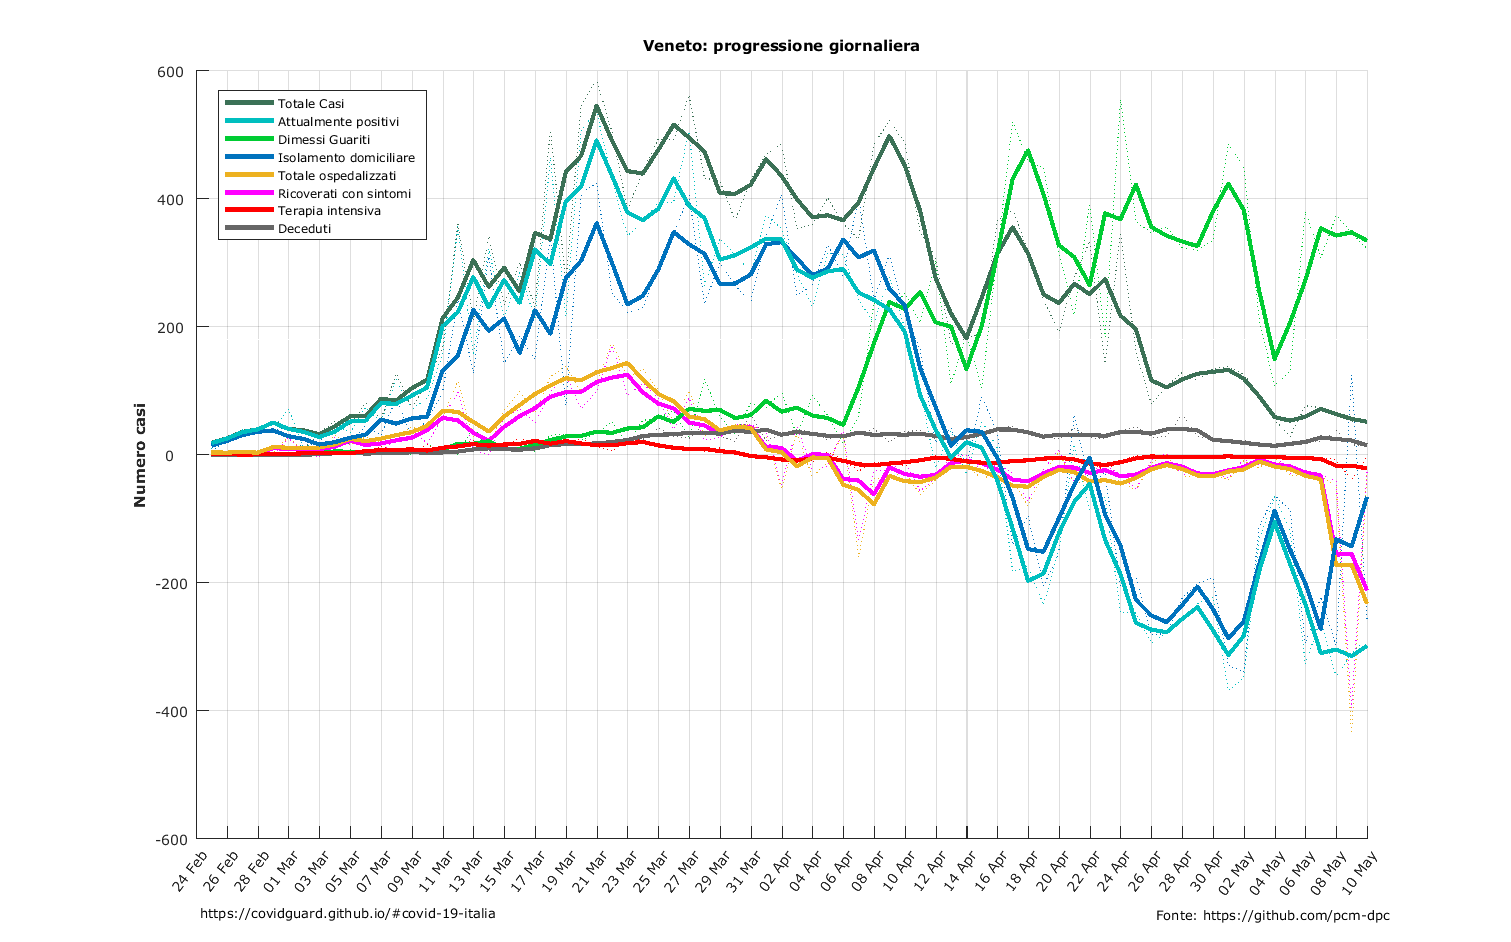 Veneto: progressione giornaliera
600
400
200
0
-200
-400
-600
Numero casi
Totale Casi
Attualmente positivi
Dimessi Guariti
Isolamento domiciliare
Totale ospedalizzati
Ricoverati con sintomi
Terapia intensiva
Deceduti
24 Feb
26 Feb
28 Feb
01 Mar
03 Mar
05 Mar
07 Mar
09 Mar
11 Mar
13 Mar
15 Mar
17 Mar
19 Mar
21 Mar
23 Mar
25 Mar
27 Mar
29 Mar
31 Mar
02 Apr
04 Apr
06 Apr
08 Apr
10 Apr
12 Apr
14 Apr
16 Apr
18 Apr
20 Apr
22 Apr
24 Apr
26 Apr
28 Apr
30 Apr
02 May
04 May
06 May
08 May
10 May
https://covidguard.github.io/#covid-19-italia
Fonte: https://github.com/pcm-dpc